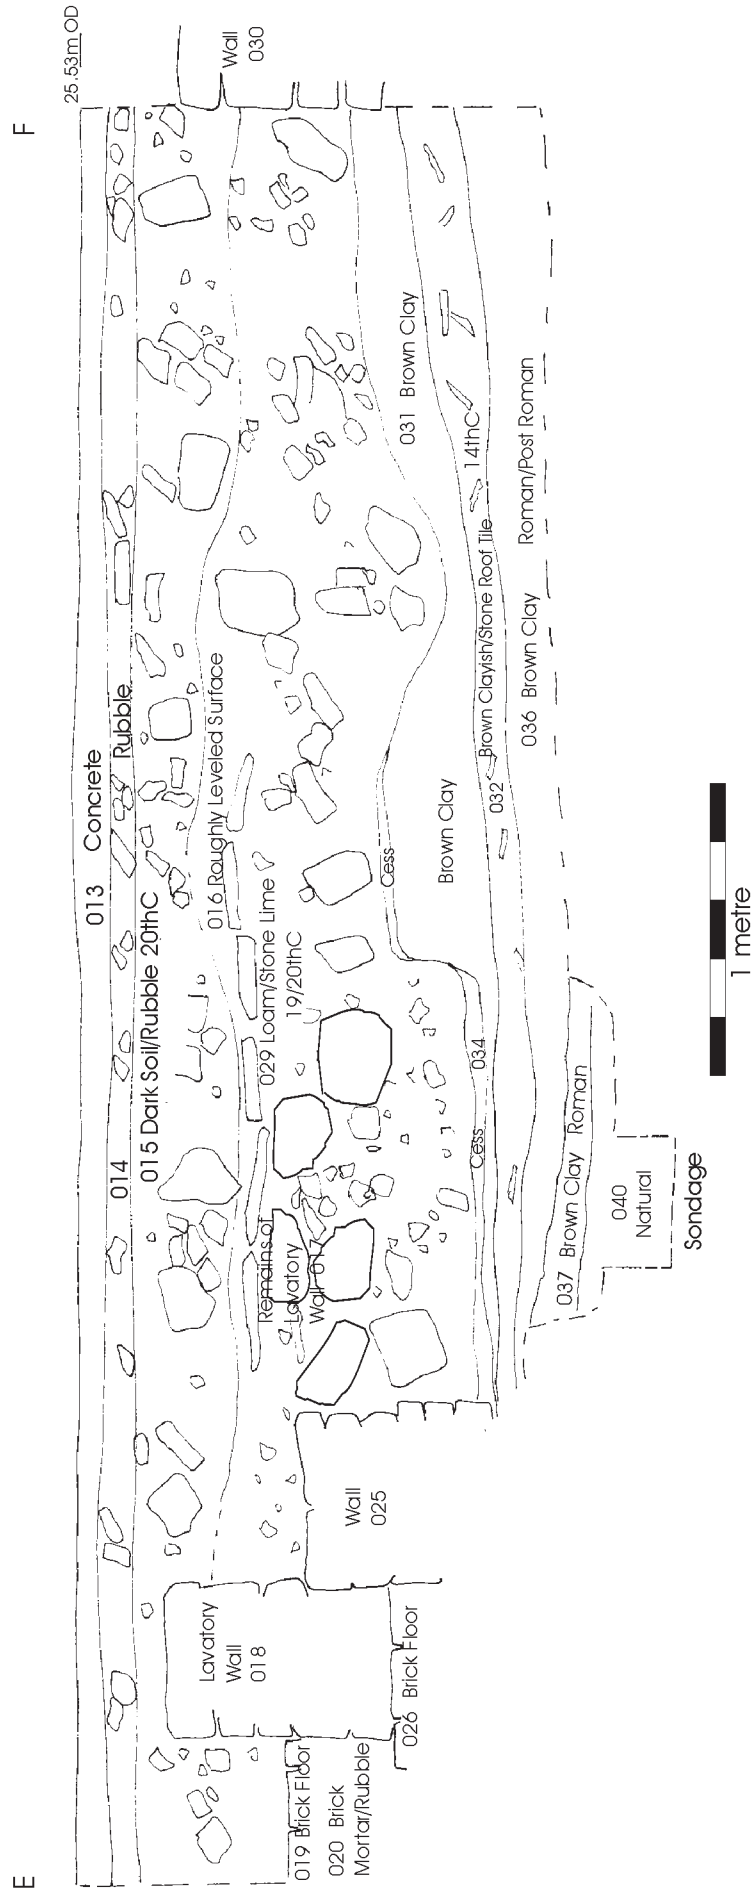 E
F
25.53m OD
013 Concrete
014
Rubble
015 Dark Soil/Rubble 20thC
016 Roughly Leveled Surface
Wall
030
Lavatory
Wall
018
Remains of
Lavatory
Wall 017
029 Loam/Stone Lime
19/20thC
019 Brick Floor
020 Brick
Mortar/Rubble
026 Brick Floor
Wall
025
Cess
034
Cess
Brown Clay
031 Brown Clay
032
Brown Clayish/Stone Roof Tile
14thC
036 Brown Clay
Roman/Post Roman
037 Brown Clay Roman
040
Natural
Sondage
1 metre